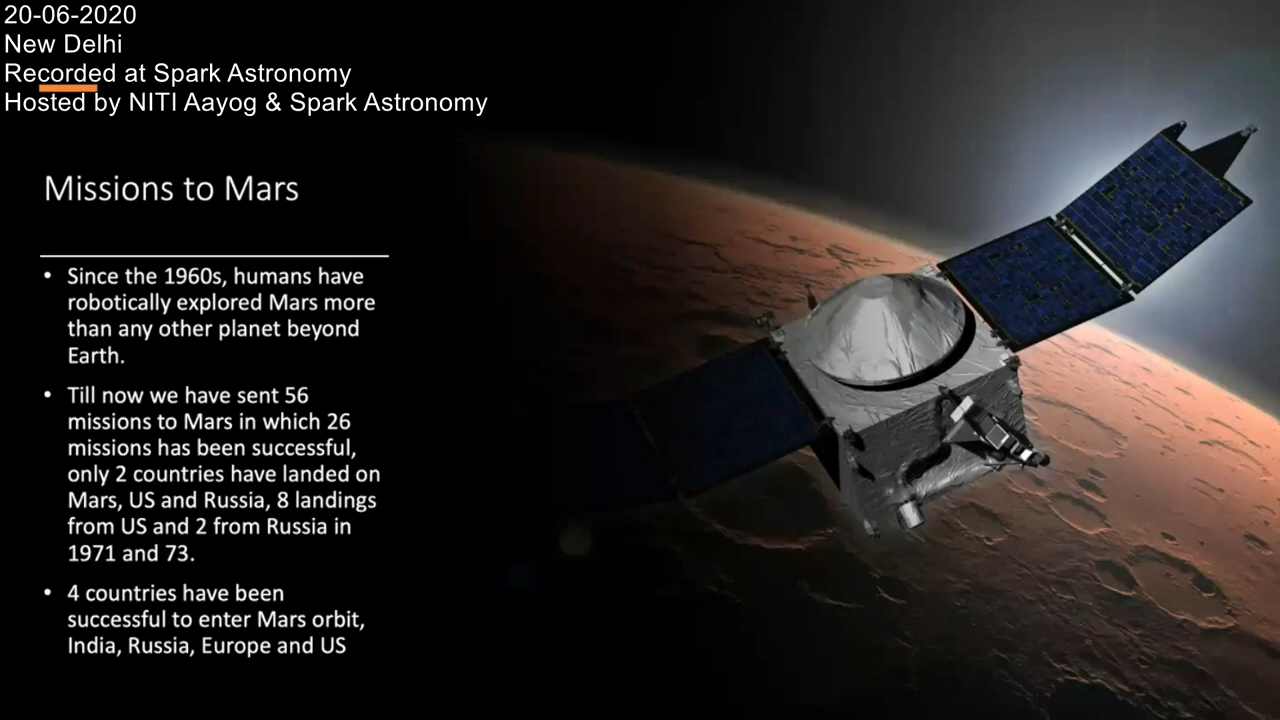 20-06-2020
New Delhi
Recorded at Spark Astronomy
Hosted by NITI Aayog & Spark Astronomy
Missions to Mars
• Since the 1960s, humans have
robotically explored Mars more
than any other planet beyond
Earth.
• Till now we have sent 56
missions to Mars in which 26
missions has been successful,
only 2 countries have landed on
Mars, US and Russia, 8 landings
from US and 2 from Russia in
1971 and 73.
• 4 countries have been
successful to enter Mars orbit,
India, Russia, Europe and US